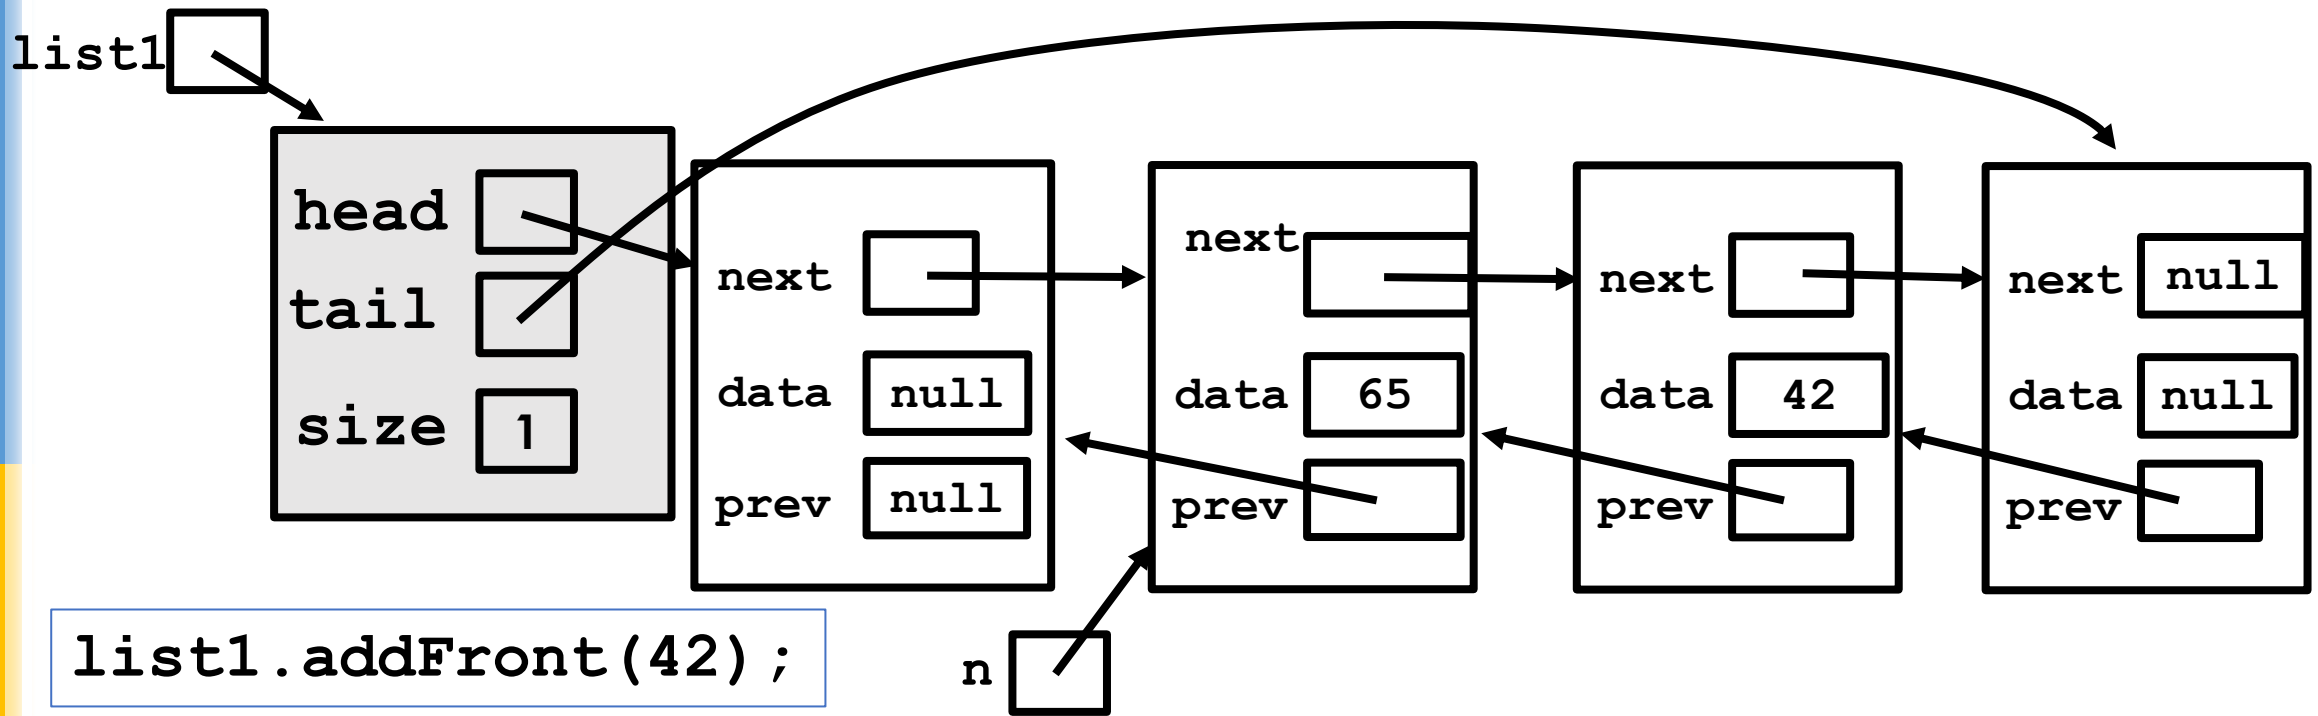 list1
head
tail
size 1
next
data null
prev null
next
data 65
prev
next
data 42
prev
next null
data null
prev
list1.addFront(42);
n